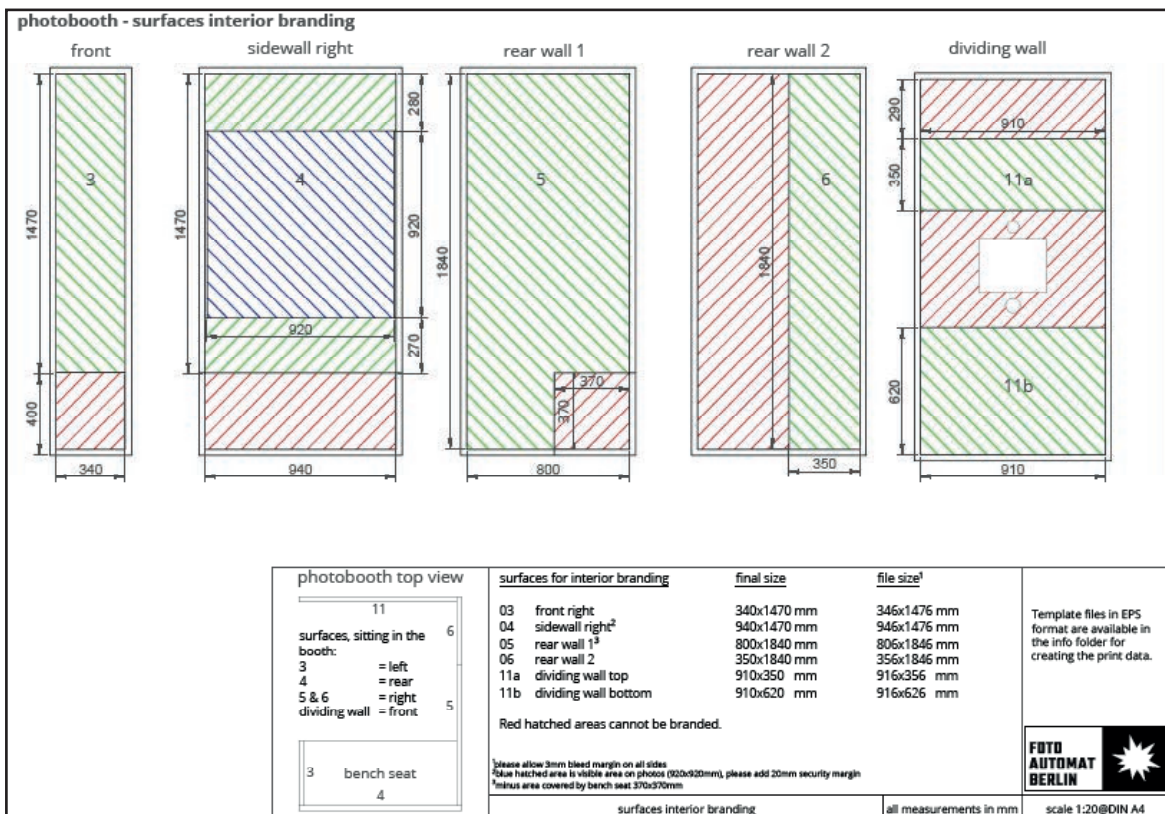 photobooth - surfaces interior branding
front
sidewall right
rear wall 1
rear wall 2
dividing wall
3
1470
400
340
4
1470
280
920
920
270
940
5
1840
370
370
800
6
1840
350
290
910
350
11a
620
11b
910
photobooth top view
11
6
5
surfaces, sitting in the
booth:
3 = left
4 = rear
5 & 6 = right
dividing wall = front
3 bench seat
4
surfaces for interior branding final size file size¹
03 front right 340x1470 mm 346x1476 mm
04 sidewall right² 940x1470 mm 946x1476 mm
05 rear wall 1³ 800x1840 mm 806x1846 mm
06 rear wall 2 350x1840 mm 356x1846 mm
11a dividing wall top 910x350 mm 916x356 mm
11b dividing wall bottom 910x620 mm 916x626 mm
Red hatched areas cannot be branded.
¹please allow 3mm bleed margin on all sides
²blue hatched area is visible area on photos (920x920mm), please add 20mm security margin
³minus area covered by bench seat 370x370mm
surfaces interior branding
all measurements in mm
Template files in EPS
format are available in
the info folder for
creating the print data.
FOTO
AUTOMAT
BERLIN
scale 1:20@DIN A4